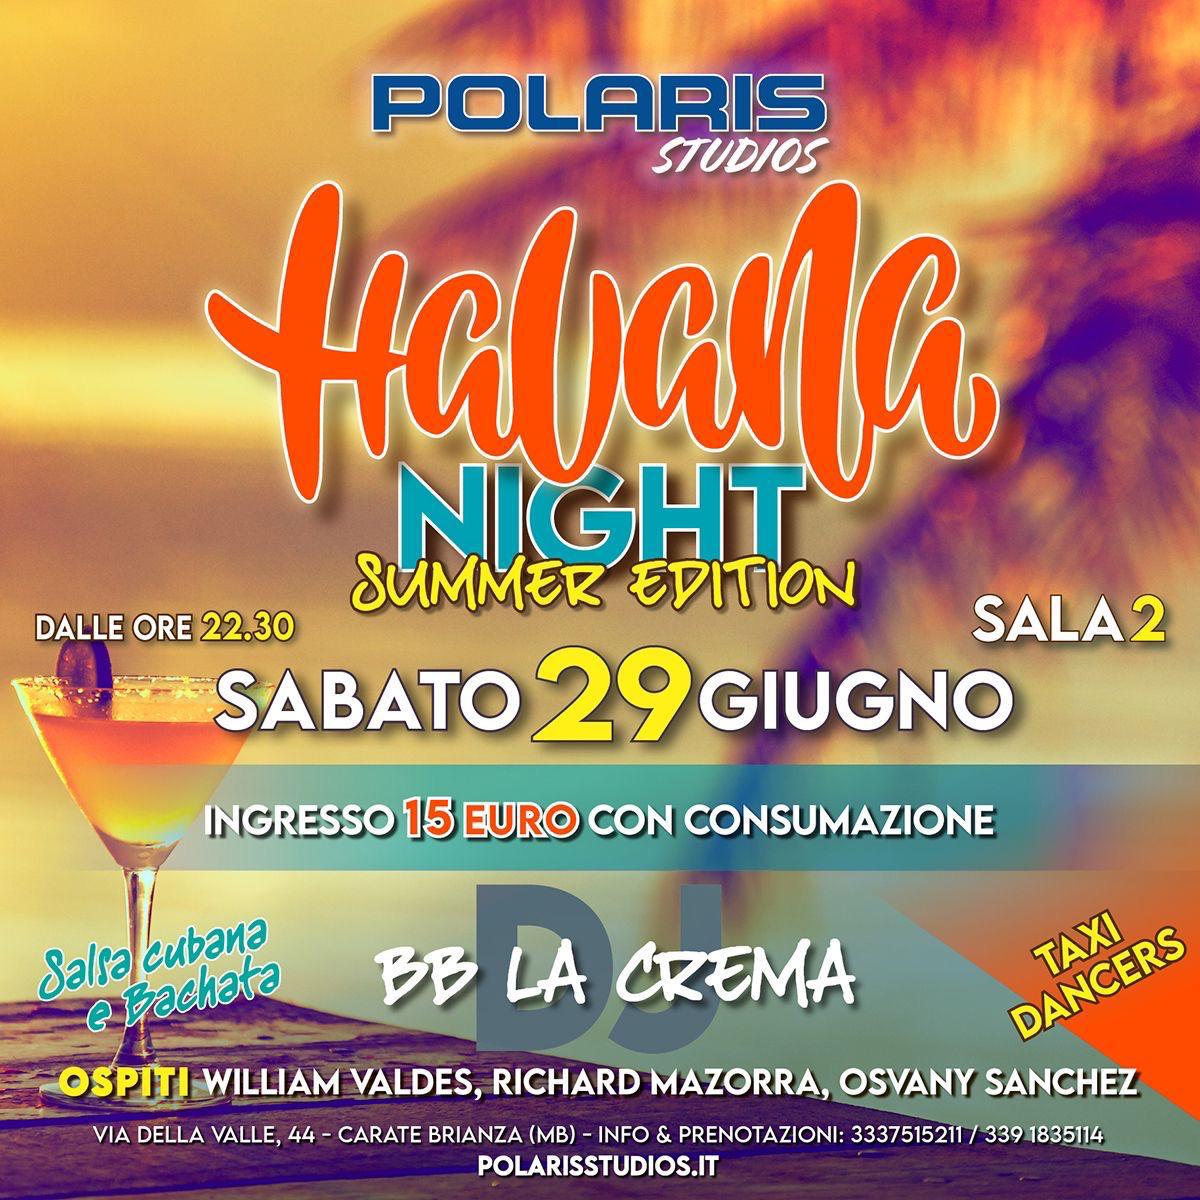 POLARIS
STUDIOS
Havana
NIGHT
SUMMER EDITION
DALLE ORE 22.30
SALA 2
SABATO 29 GIUGNO
INGRESSO 15 EURO CON CONSUMAZIONE
DJ
BB LA CREMA
Salsa cubana
e Bachata
TAXI
DANCERS
OSPITI WILLIAM VALDES, RICHARD MAZORRA, OSVANY SANCHEZ
VIA DELLA VALLE, 44 - CARATE BRIANZA (MB) - INFO & PRENOTAZIONI: 3337515211 / 339 1835114
POLARISSTUDIOS.IT